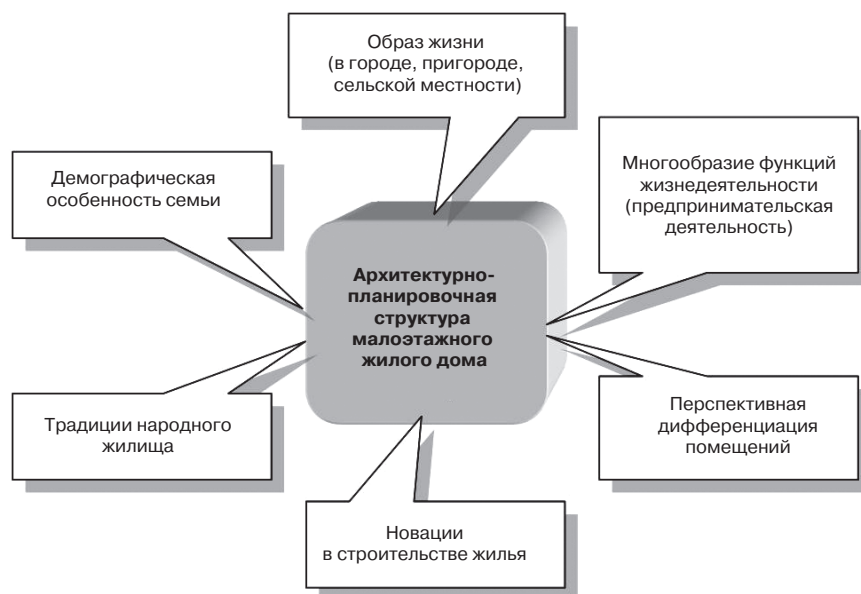 Образ жизни
(в городе, пригороде,
сельской местности)
Демографическая
особенность семьи
Многообразие функций
жизнедеятельности
(предпринимательская
деятельность)
Архитектурно-
планировочная
структура
малоэтажного
жилого дома
Традиции народного
жилища
Перспективная
дифференциация
помещений
Новации
в строительстве жилья